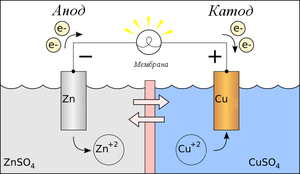 Анод Катод
e- e-
e- e-
− +
Мембрана
Zn Cu
Zn+2 Cu+2
ZnSO4 CuSO4